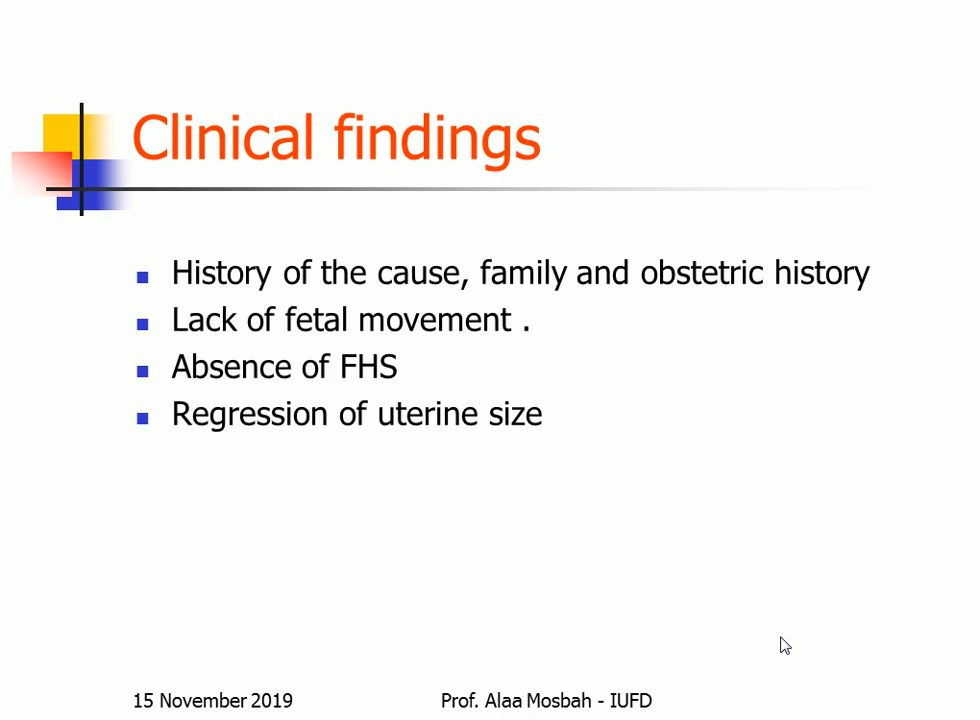 Clinical findings
History of the cause, family and obstetric history
Lack of fetal movement .
Absence of FHS
Regression of uterine size
15 November 2019
Prof. Alaa Mosbah - IUFD